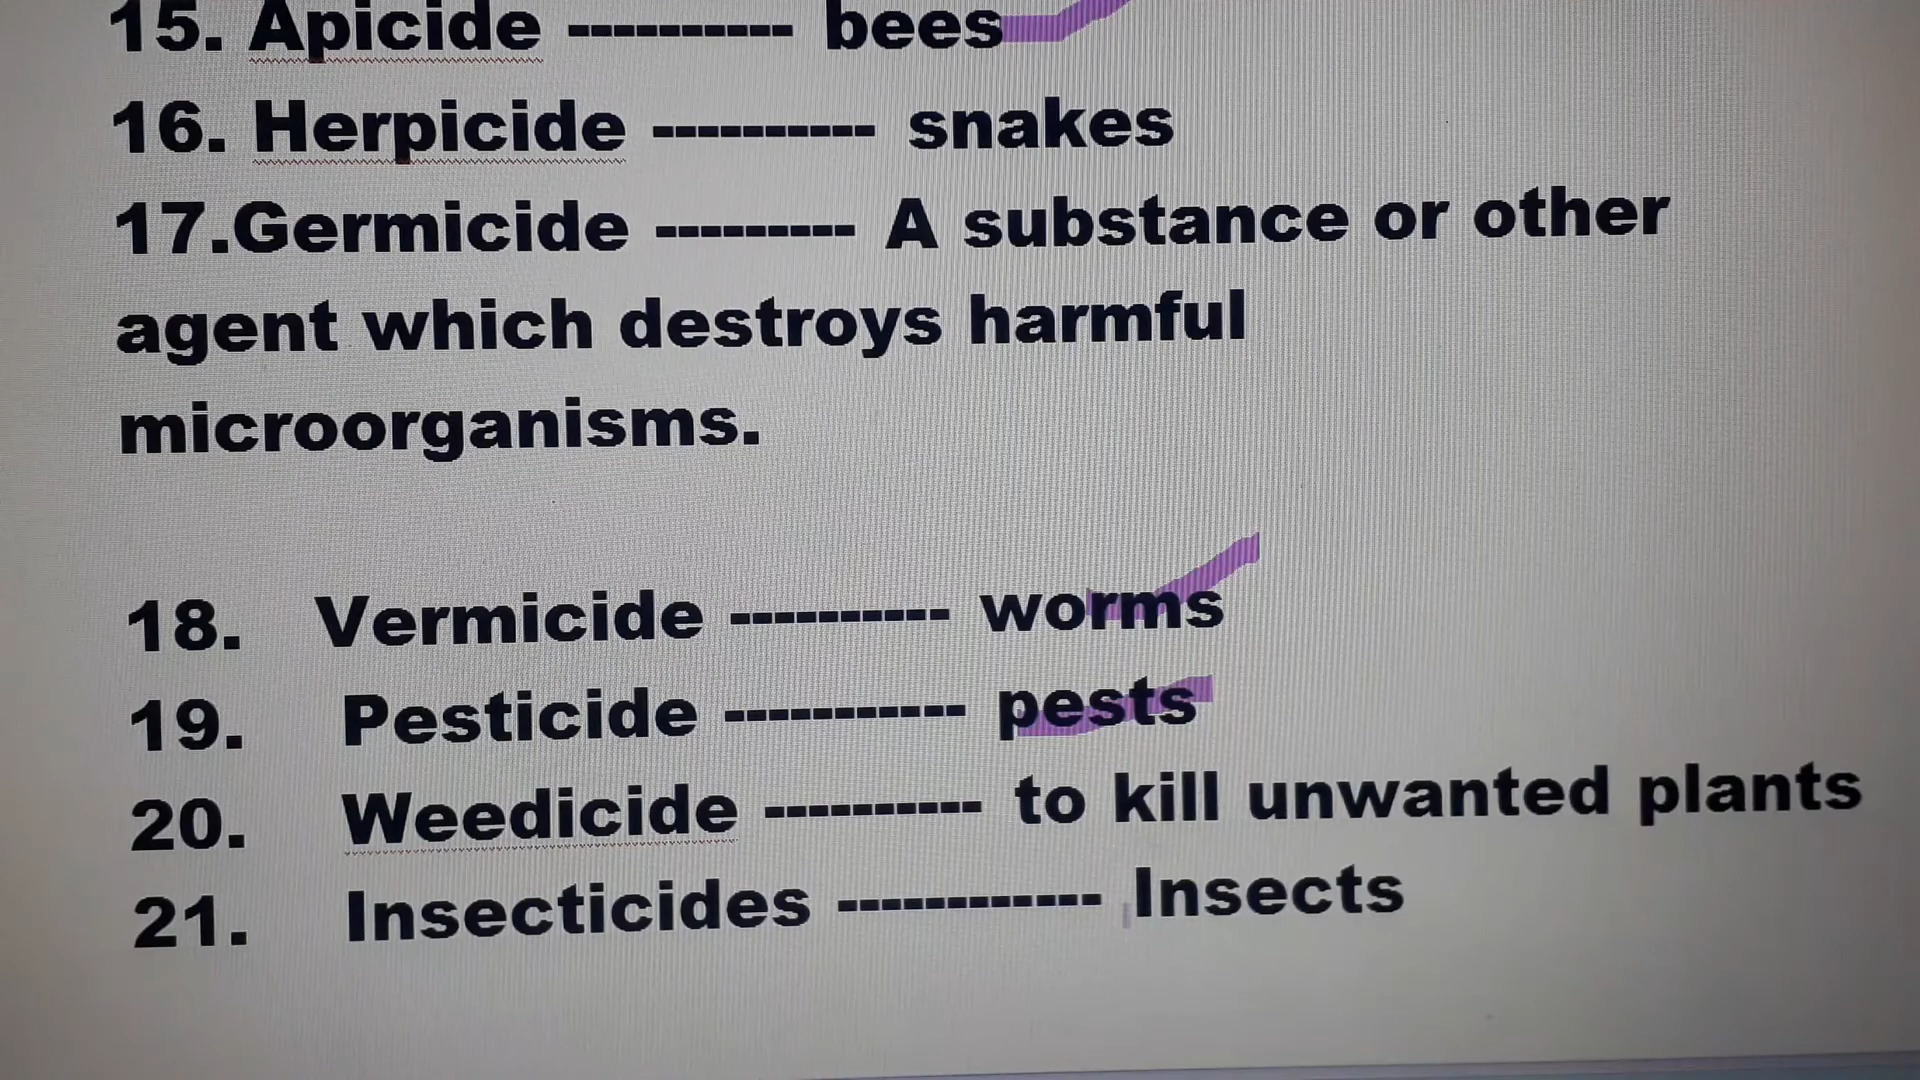 15. Apicide ---------- bees
16. Herpicide ---------- snakes
17.Germicide --------- A substance or other
agent which destroys harmful
microorganisms.
18. Vermicide ---------- worms
19. Pesticide ----------- pests
20. Weedicide ---------- to kill unwanted plants
21. Insecticides ------------ Insects